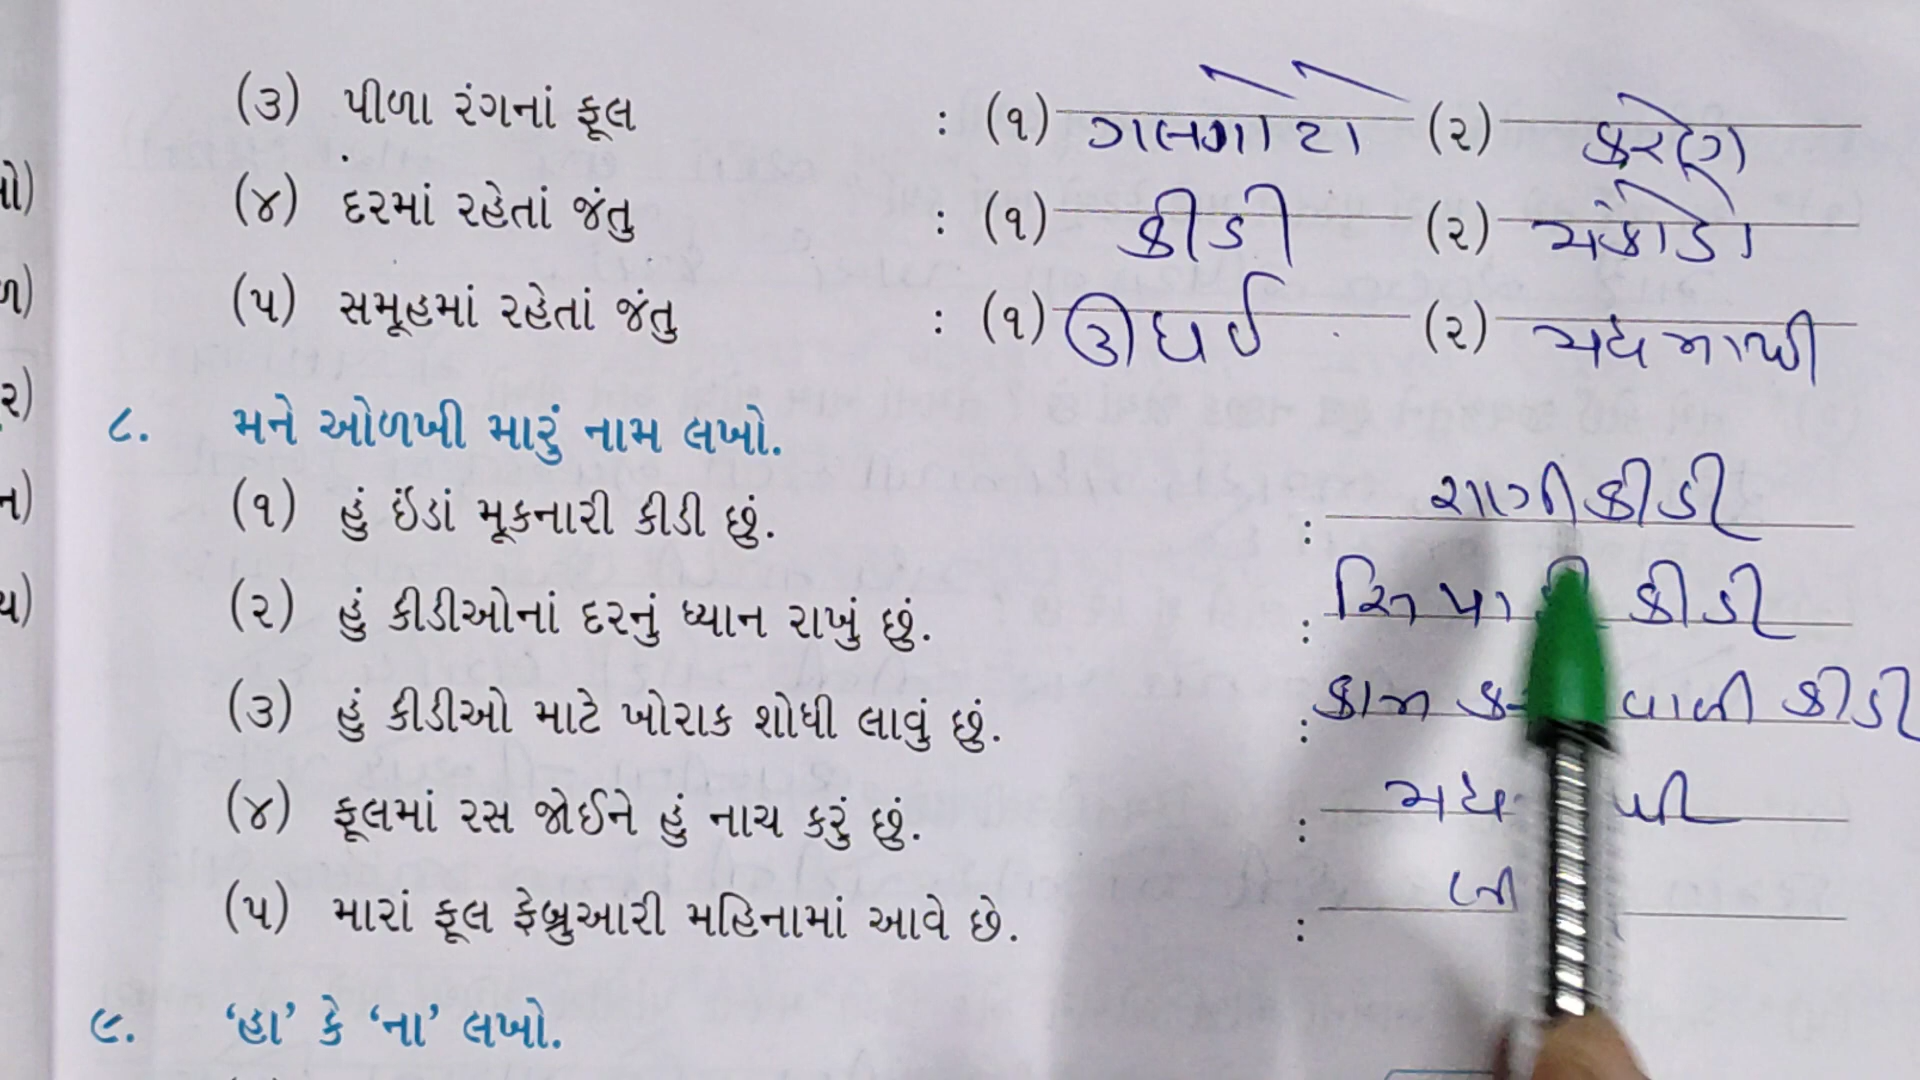 (૩) પીળા રંગનાં ફૂલ : (૧) ગલગોટો (૨) કરેણ
(૪) દરમાં રહેતાં જંતુ : (૧) કીડી (૨) મંકોડો
(૫) સમૂહમાં રહેતાં જંતુ : (૧) ઊધઈ (૨) મધમાખી
૮. મને ઓળખી મારું નામ લખો.
(૧) હું ઈંડાં મૂકનારી કીડી છું. : રાણી કીડી
(૨) હું કીડીઓનાં દરનું ધ્યાન રાખું છું. : કીડી
(૩) હું કીડીઓ માટે ખોરાક શોધી લાવું છું. : કામ વાળી કીડી
(૪) ફૂલમાં રસ જોઈને હું નાચ કરું છું. :
(૫) મારાં ફૂલ ફેબ્રુઆરી મહિનામાં આવે છે. :
૯. ‘હા’ કે ‘ના’ લખો.